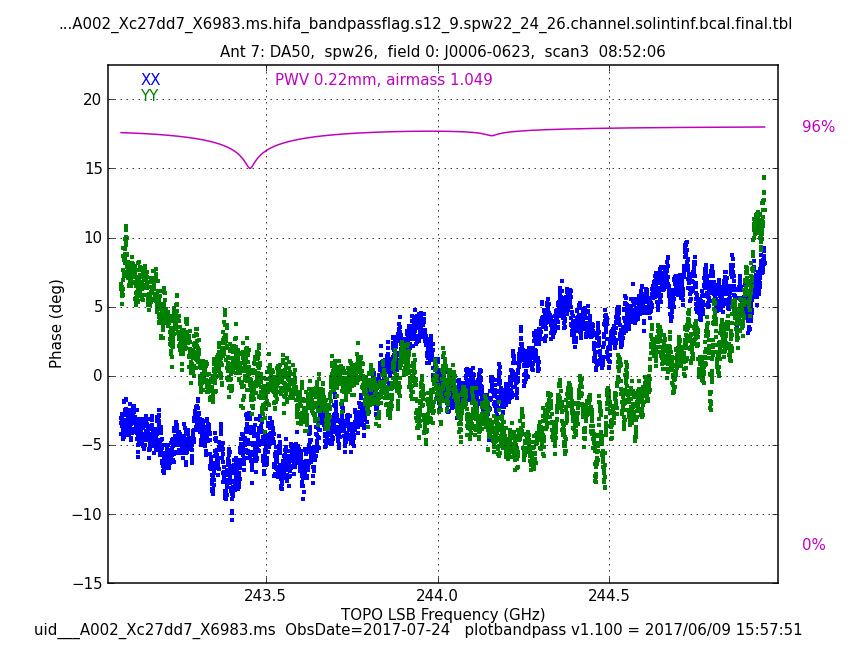 ...A002_Xc27dd7_X6983.ms.hifa_bandpassflag.s12_9.spw22_24_26.channel.solintinf.bcal.final.tbl
Ant 7: DA50,  spw26,  field 0: J0006-0623,  scan3  08:52:06
XX
PWV 0.22mm, airmass 1.049
YY
20
96%
15
10
5
Phase (deg)
0
−5
−10
0%
−15
243.5
244.0
244.5
TOPO LSB Frequency (GHz)
uid___A002_Xc27dd7_X6983.ms  ObsDate=2017-07-24   plotbandpass v1.100 = 2017/06/09 15:57:51